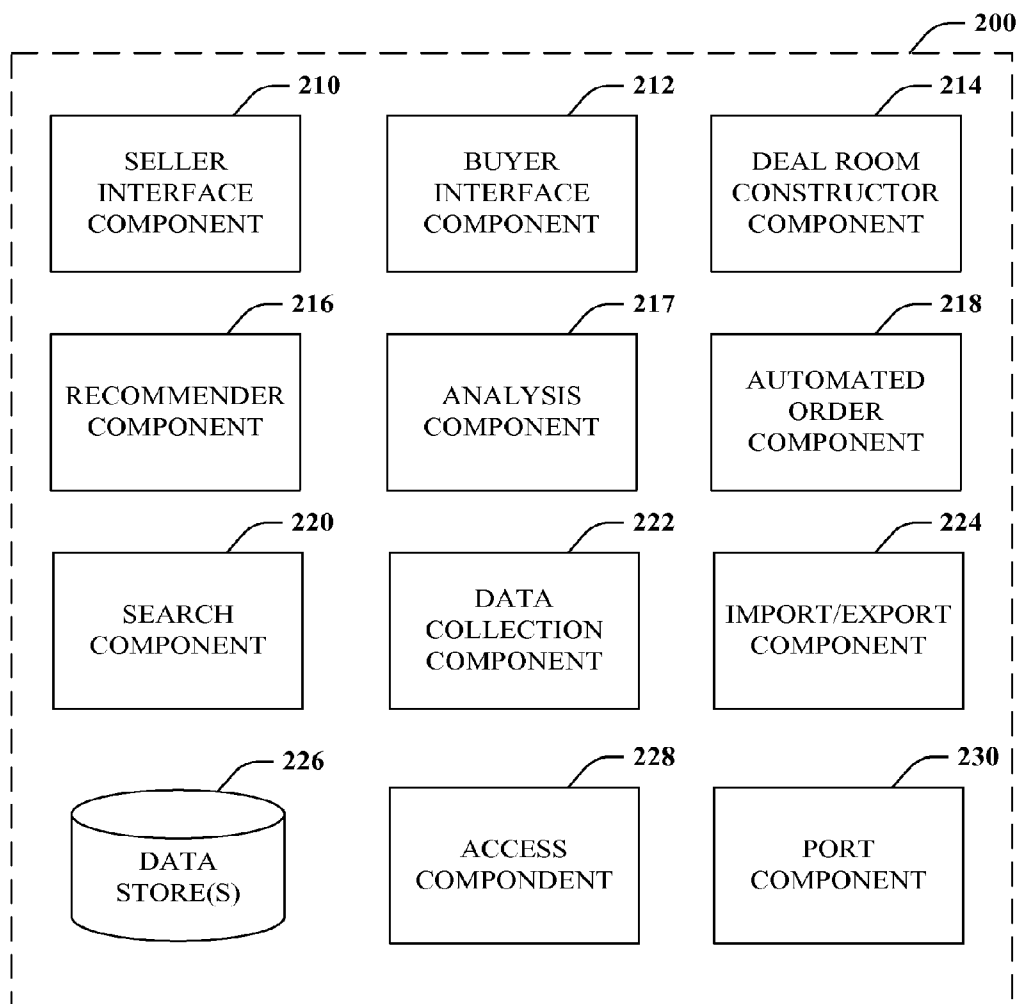 200
210
212
214
SELLER
INTERFACE
COMPONENT
BUYER
INTERFACE
COMPONENT
DEAL ROOM
CONSTRUCTOR
COMPONENT
216
217
218
RECOMMENDER
COMPONENT
ANALYSIS
COMPONENT
AUTOMATED
ORDER
COMPONENT
220
222
224
SEARCH
COMPONENT
DATA
COLLECTION
COMPONENT
IMPORT/EXPORT
COMPONENT
226
228
230
DATA
STORE(S)
ACCESS
COMPONDENT
PORT
COMPONENT